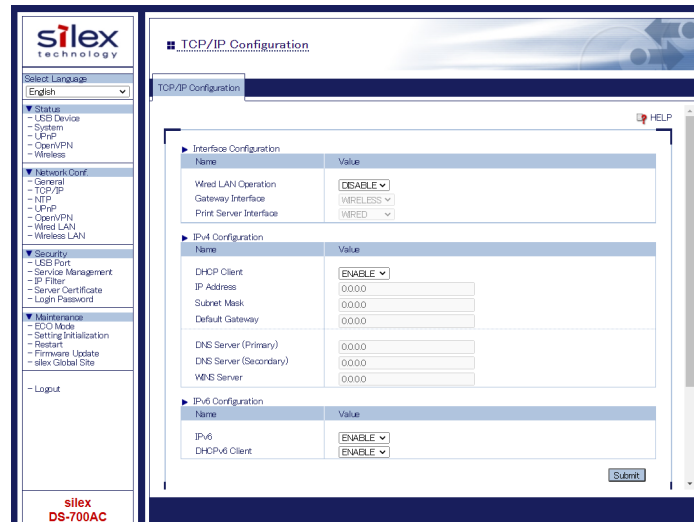 silex
technology
Select Language
English
▼ Status
- USB Device
- System
- UPnP
- OpenVPN
- Wireless
▼ Network Conf.
- General
- TCP/IP
- NTP
- UPnP
- OpenVPN
- Wired LAN
- Wireless LAN
▼ Security
- USB Port
- Service Management
- IP Filter
- Server Certificate
- Login Password
▼ Maintenance
- ECO Mode
- Setting Initialization
- Restart
- Firmware Update
- silex Global Site
- Logout
silex
DS-700AC
TCP/IP Configuration
TCP/IP Configuration
HELP
Interface Configuration
Name Value
Wired LAN Operation DISABLE
Gateway Interface WIRELESS
Print Server Interface WIRED
IPv4 Configuration
Name Value
DHCP Client ENABLE
IP Address 0.0.0.0
Subnet Mask 0.0.0.0
Default Gateway 0.0.0.0
DNS Server (Primary) 0.0.0.0
DNS Server (Secondary) 0.0.0.0
WINS Server 0.0.0.0
IPv6 Configuration
Name Value
IPv6 ENABLE
DHCPv6 Client ENABLE
Submit